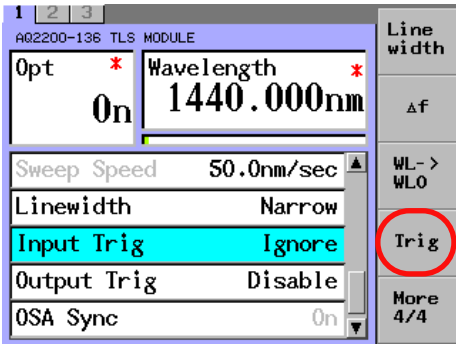 1 2 3
AQ2200-136 TLS MODULE
Opt *
On
Wavelength *
1440.000nm
Sweep Speed 50.0nm/sec
Linewidth Narrow
Input Trig Ignore
Output Trig Disable
OSA Sync On
Line
width
Δf
WL->
WL0
Trig
More
4/4